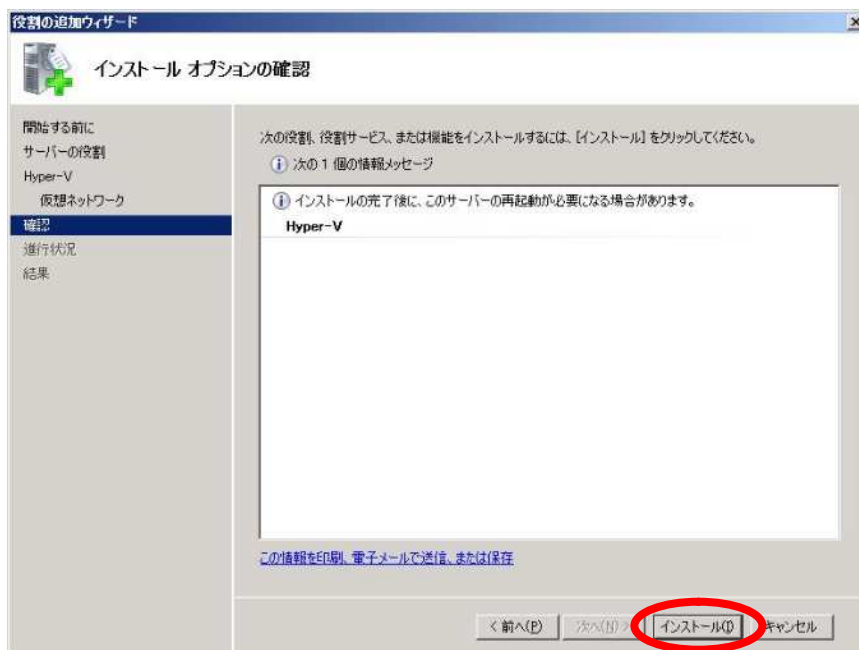 役割の追加ウィザード
インストール オプションの確認
開始する前に
サーバーの役割
Hyper-V
仮想ネットワーク
確認
進行状況
結果
次の役割、役割サービス、または機能をインストールするには、[インストール] をクリックしてください。
次の 1 個の情報メッセージ
インストールの完了後に、このサーバーの再起動が必要になる場合があります。
Hyper-V
この情報を印刷、電子メールで送信、または保存
< 前へ(P) 次へ(N) > インストール(I) キャンセル